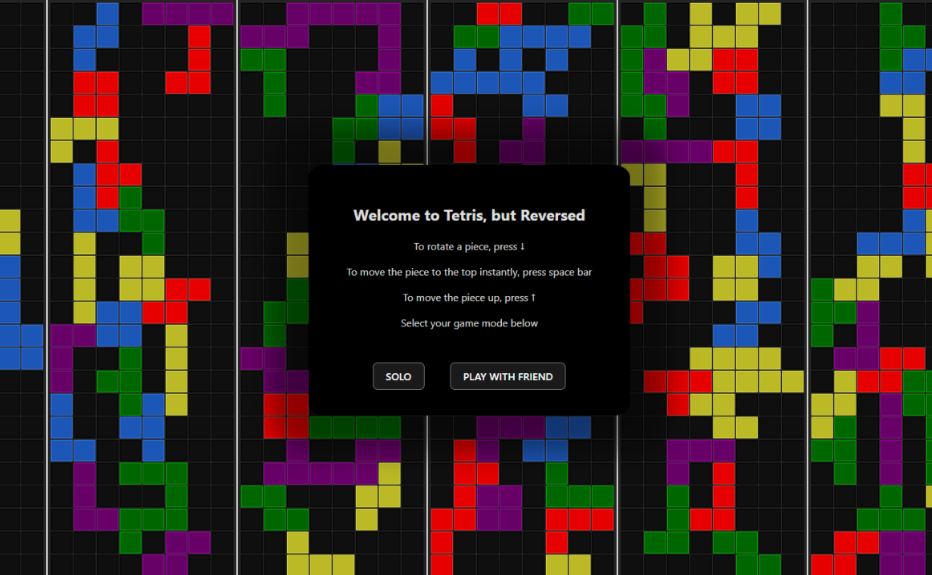 Welcome to Tetris, but Reversed
To rotate a piece, press ↓
To move the piece to the top instantly, press space bar
To move the piece up, press ↑
Select your game mode below
SOLO
PLAY WITH FRIEND